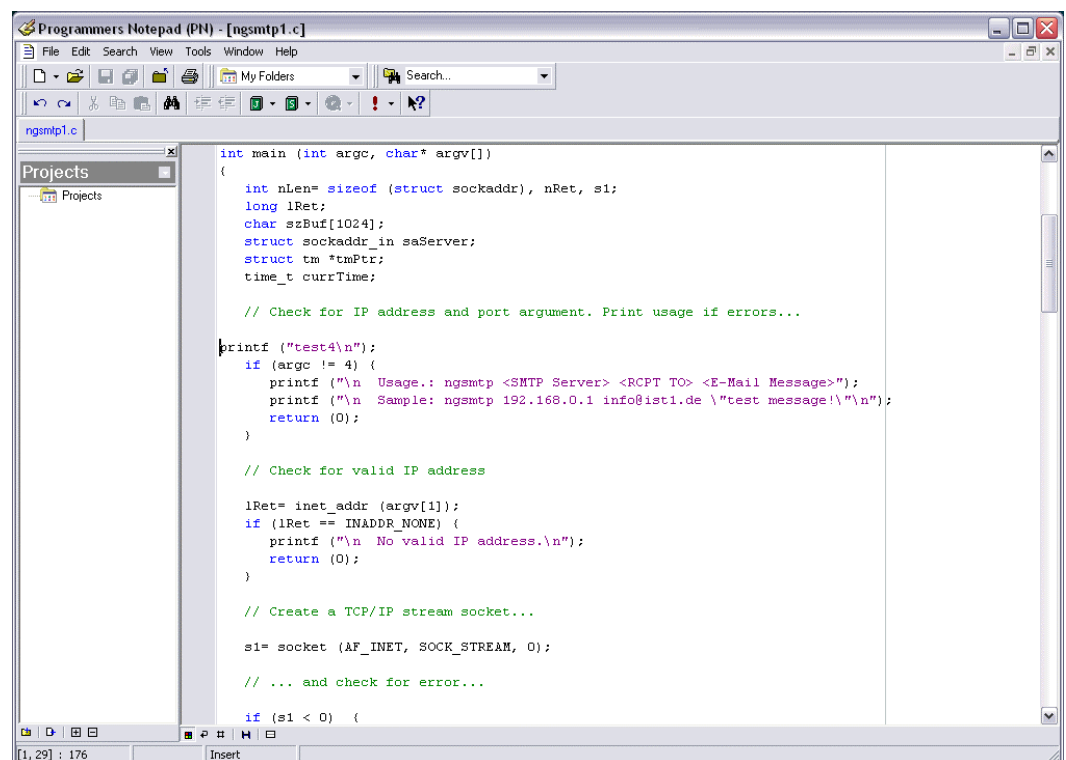 Programmers Notepad (PN) - [ngsmtp1.c]
File Edit Search View Tools Window Help
My Folders Search...
ngsmtp1.c
Projects
Projects
int main (int argc, char* argv[])
{
   int nLen= sizeof (struct sockaddr), nRet, s1;
   long lRet;
   char szBuf[1024];
   struct sockaddr_in saServer;
   struct tm *tmPtr;
   time_t currTime;
   // Check for IP address and port argument. Print usage if errors...
printf ("test4\n");
   if (argc != 4) {
      printf ("\n  Usage.: ngsmtp <SMTP Server> <RCPT TO> <E-Mail Message>");
      printf ("\n  Sample: ngsmtp 192.168.0.1 info@ist1.de \"test message!\"\n");
      return (0);
   }
   // Check for valid IP address
   lRet= inet_addr (argv[1]);
   if (lRet == INADDR_NONE) {
      printf ("\n  No valid IP address.\n");
      return (0);
   }
   // Create a TCP/IP stream socket...
   s1= socket (AF_INET, SOCK_STREAM, 0);
   // ... and check for error...
   if (s1 < 0)  {
[1, 29] : 176 Insert